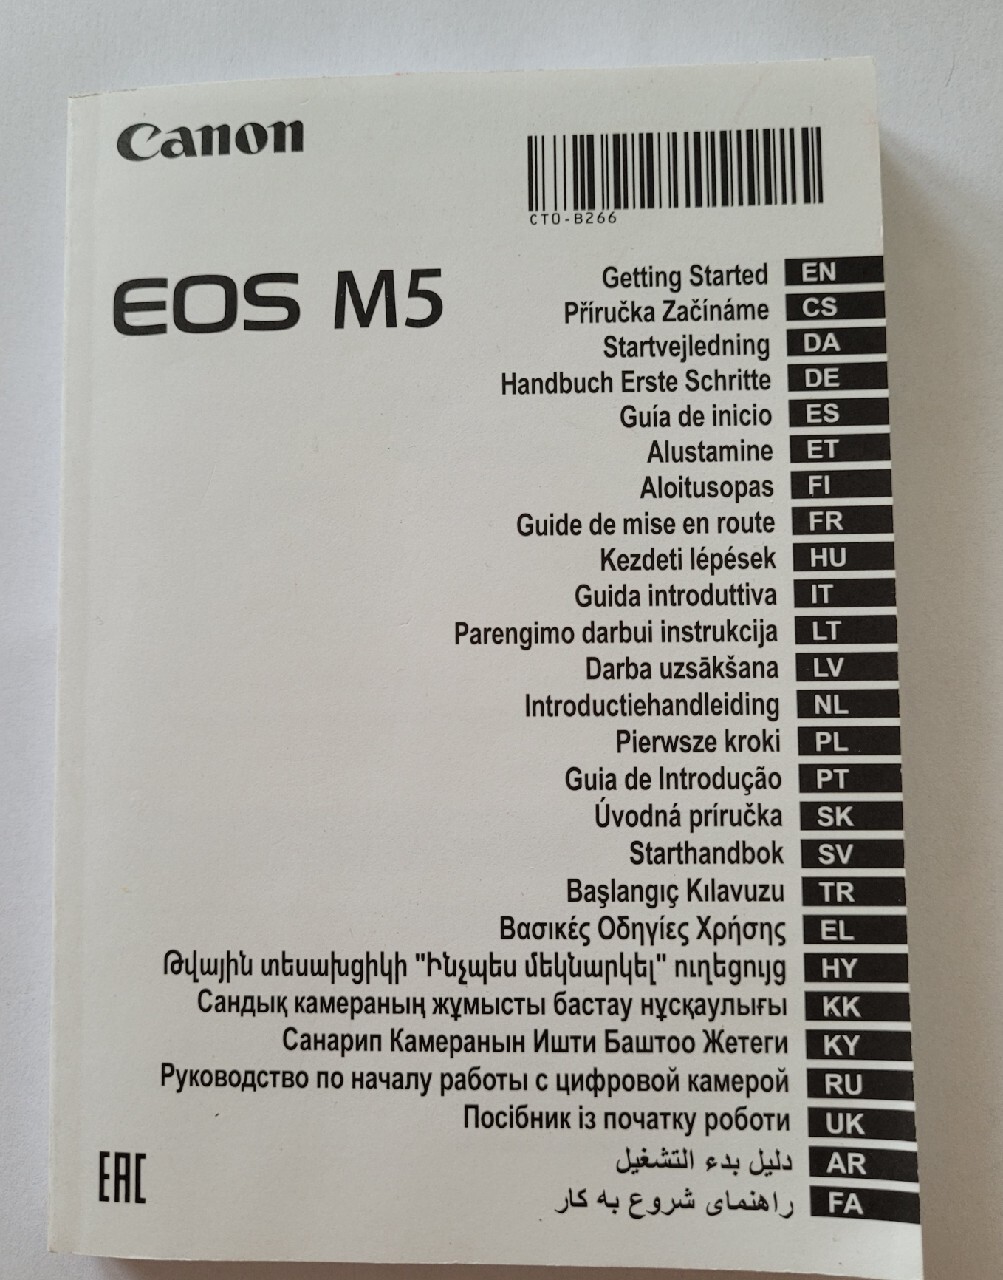 Canon
CTO-B266
EOS M5
Getting Started EN
Příručka Začínáme CS
Startvejledning DA
Handbuch Erste Schritte DE
Guía de inicio ES
Alustamine ET
Aloitusopas FI
Guide de mise en route FR
Kezdeti lépések HU
Guida introduttiva IT
Parengimo darbui instrukcija LT
Darba uzsākšana LV
Introductiehandleiding NL
Pierwsze kroki PL
Guia de Introdução PT
Úvodná príručka SK
Starthandbok SV
Başlangıç Kılavuzu TR
Βασικές Οδηγίες Χρήσης EL
Թվային տեսախցիկի "Ինչպես մեկնարկել" ուղեցույց HY
Сандық камераның жұмысты бастау нұсқаулығы KK
Санарип Камеранын Ишти Баштоо Жетеги KY
Руководство по началу работы с цифровой камерой RU
Посібник із початку роботи UK
دليل بدء التشغيل AR
راهنمای شروع به کار FA
EAC